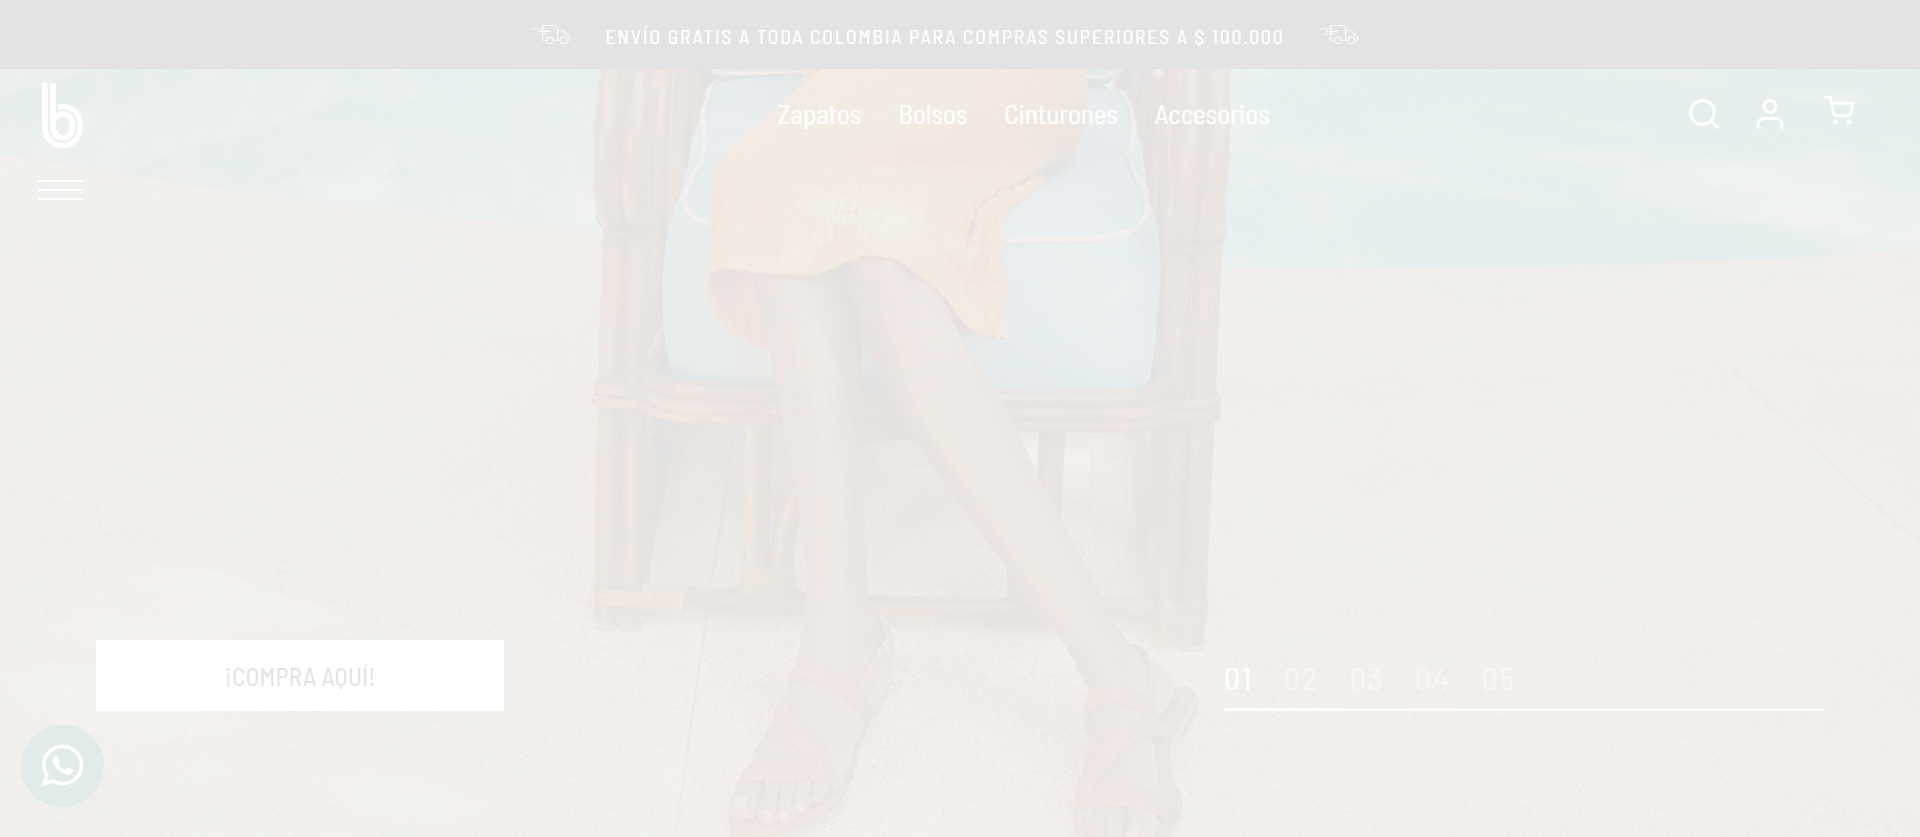 ENVÍO GRATIS A TODA COLOMBIA PARA COMPRAS SUPERIORES A $ 100.000
b
Zapatos Bolsos Cinturones Accesorios
¡COMPRA AQUÍ!
01 02 03 04 05